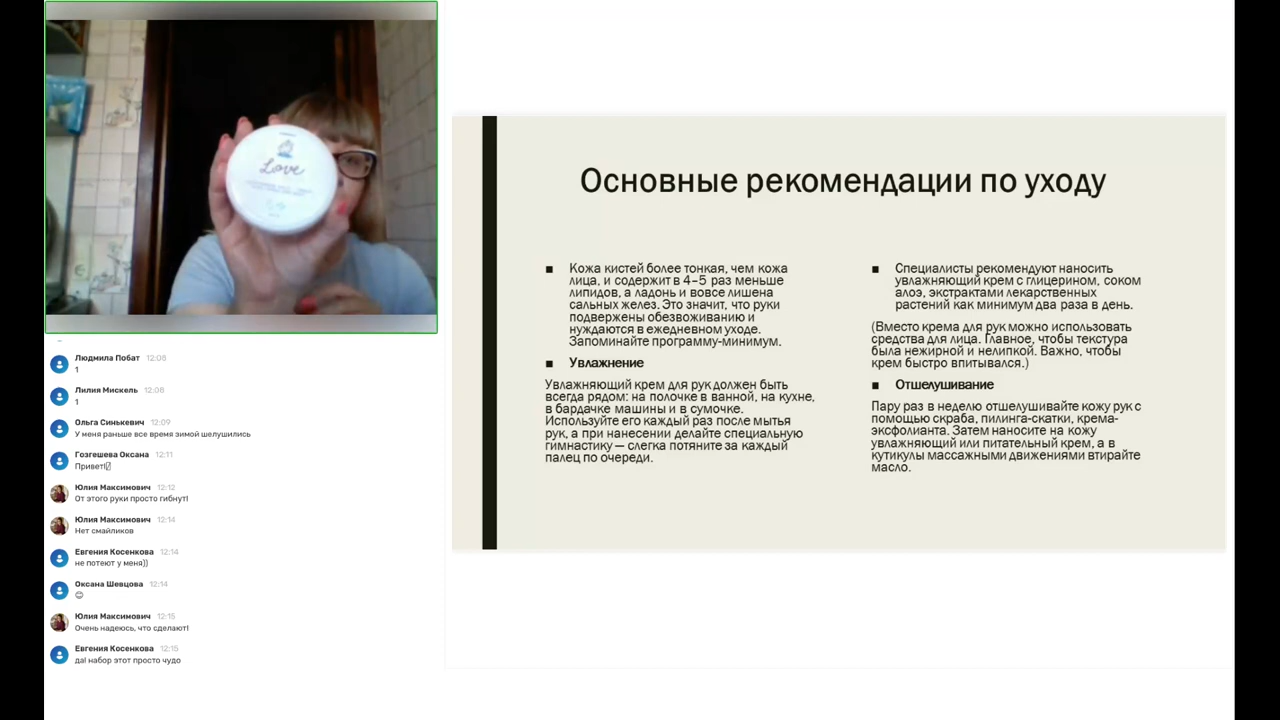 Love
Людмила Побат 12:08
1
Лилия Мискель 12:08
1
Ольга Синькевич 12:09
У меня раньше все время зимой шелушились
Гозгешева Оксана 12:11
Привет!
Юлия Максимович 12:12
От этого руки просто гибнут!
Юлия Максимович 12:14
Нет смайликов
Евгения Косенкова 12:14
не потеют у меня))
Оксана Шевцова 12:14
😊
Юлия Максимович 12:15
Очень надеюсь, что сделают!
Евгения Косенкова 12:15
да! набор этот просто чудо
Основные рекомендации по уходу
■ Кожа кистей более тонкая, чем кожа
лица, и содержит в 4–5 раз меньше
липидов, а ладонь и вовсе лишена
сальных желез. Это значит, что руки
подвержены обезвоживанию и
нуждаются в ежедневном уходе.
Запоминайте программу-минимум.
■ Увлажнение
Увлажняющий крем для рук должен быть
всегда рядом: на полочке в ванной, на кухне,
в бардачке машины и в сумочке.
Используйте его каждый раз после мытья
рук, а при нанесении делайте специальную
гимнастику — слегка потяните за каждый
палец по очереди.
■ Специалисты рекомендуют наносить
увлажняющий крем с глицерином, соком
алоэ, экстрактами лекарственных
растений как минимум два раза в день.
(Вместо крема для рук можно использовать
средства для лица. Главное, чтобы текстура
была нежирной и нелипкой. Важно, чтобы
крем быстро впитывался.)
■ Отшелушивание
Пару раз в неделю отшелушивайте кожу рук с
помощью скраба, пилинга-скатки, крема-
эксфолианта. Затем наносите на кожу
увлажняющий или питательный крем, а в
кутикулы массажными движениями втирайте
масло.